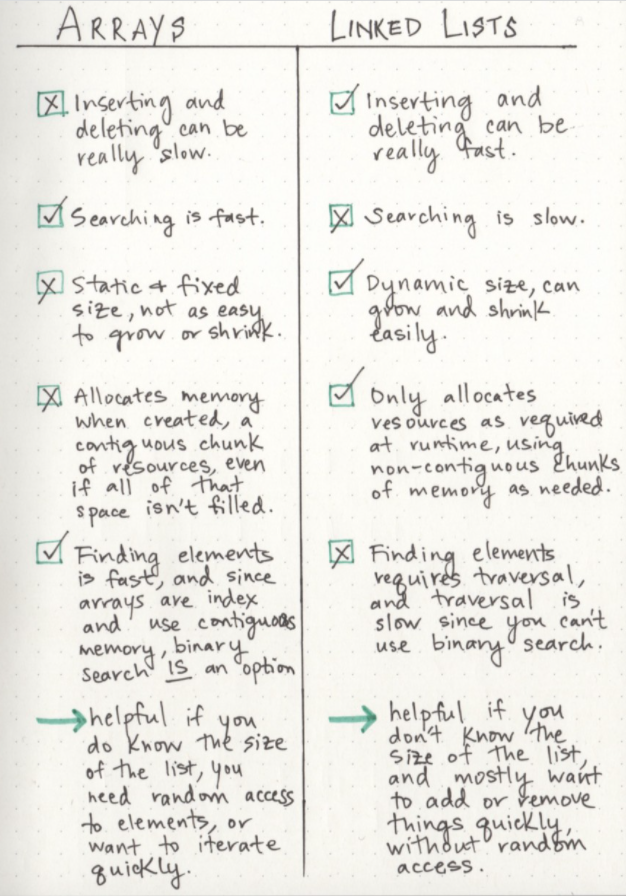 ARRAYS
Inserting and
deleting can be
really slow.
Searching is fast.
Static + fixed
size, not as easy
to grow or shrink.
Allocates memory
when created, a
contiguous chunk
of resources, even
if all of that
space isn't filled.
Finding elements
is fast, and since
arrays are index
and use contiguous
memory, binary
search IS an option
helpful if you
do know the size
of the list, you
need random access
to elements, or
want to iterate
quickly.
LINKED LISTS
Inserting and
deleting can be
really fast.
Searching is slow.
Dynamic size, can
grow and shrink
easily.
Only allocates
resources as required
at runtime, using
non-contiguous chunks
of memory as needed.
Finding elements
requires traversal,
and traversal is
slow since you can't
use binary search.
helpful if you
don't know the
size of the list,
and mostly want
to add or remove
things quickly,
without random
access.